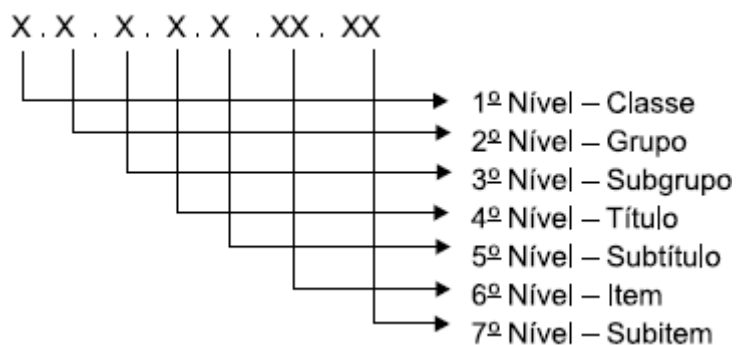 X . X . X . X . X . XX . XX
1º Nível – Classe
2º Nível – Grupo
3º Nível – Subgrupo
4º Nível – Título
5º Nível – Subtítulo
6º Nível – Item
7º Nível – Subitem